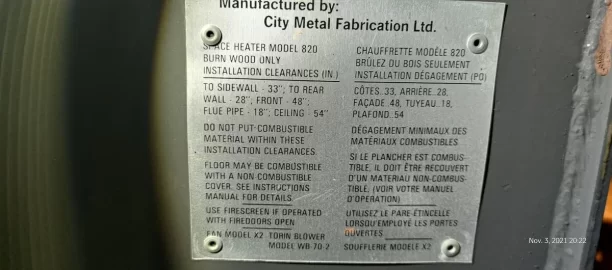 Manufactured by:
City Metal Fabrication Ltd.
SPACE HEATER MODEL 820
BURN WOOD ONLY
INSTALLATION CLEARANCES (IN.)
TO SIDEWALL - 33"; TO REAR
WALL - 28"; FRONT - 48";
FLUE PIPE - 18"; CEILING - 54"
DO NOT PUT COMBUSTIBLE
MATERIAL WITHIN THESE
INSTALLATION CLEARANCES.
FLOOR MAY BE COMBUSTIBLE
WITH A NON COMBUSTIBLE
COVER. SEE INSTRUCTIONS
MANUAL FOR DETAILS
USE FIRESCREEN IF OPERATED
WITH FIREDOORS OPEN
FAN MODEL X2 TORIN BLOWER
MODEL WB-70-2
CHAUFFRETTE MODÈLE 820
BRÛLEZ DU BOIS SEULEMENT
INSTALLATION DÉGAGEMENT (PO)
CÔTES. 33, ARRIÈRE. 28,
FAÇADE. 48, TUYEAU. 18,
PLAFOND. 54
DÉGAGEMENT MINIMAUX DES
MATÉRIAUX COMBUSTIBLES
SI LE PLANCHER EST COMBUS-
TIBLE, IL DOIT ÊTRE RECOUVERT
D'UN MATERIAU NON-COMBUS-
TIBLE, (VOIR VOTRE MANUEL
D'OPÉRATION)
UTILISEZ LE PARE-ÉTINCELLE
LORSQU'EMPLOYÉ LES PORTES
OUVERTES
SOUFFLERIE MODÈLE X2
Nov. 3, 2021 20:22